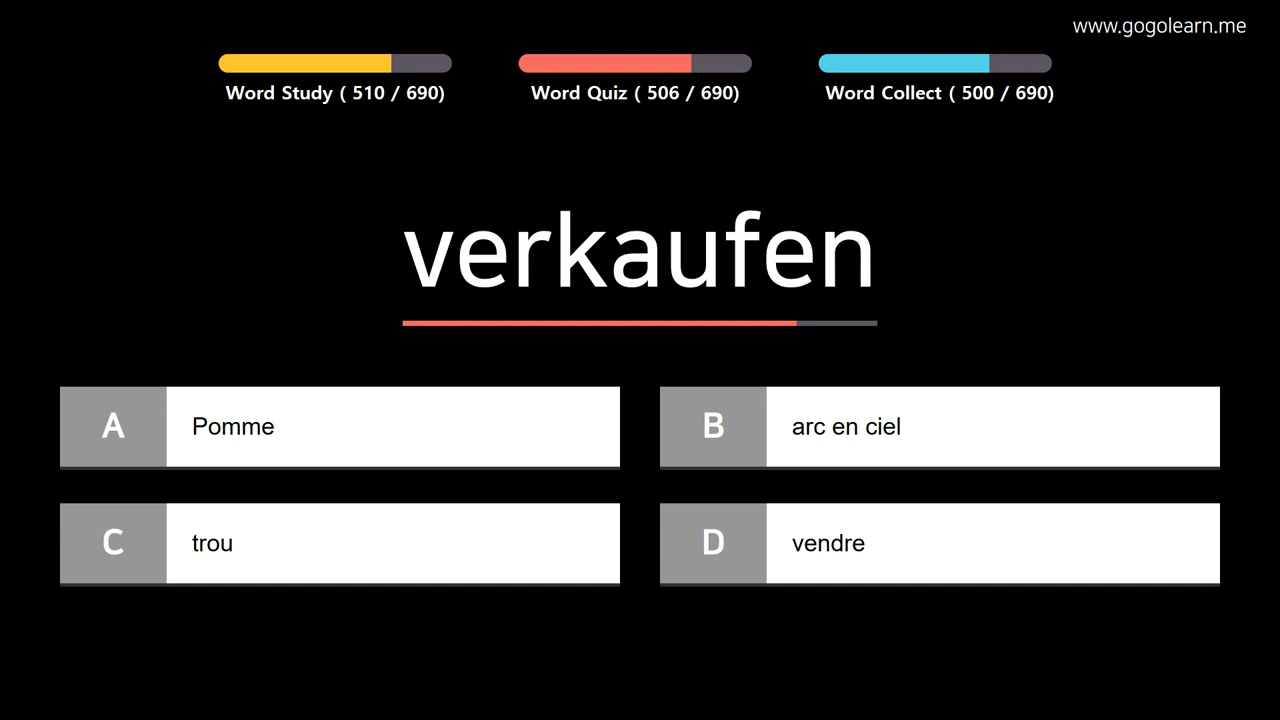 www.gogolearn.me
Word Study ( 510 / 690)
Word Quiz ( 506 / 690)
Word Collect ( 500 / 690)
verkaufen
A
Pomme
B
arc en ciel
C
trou
D
vendre